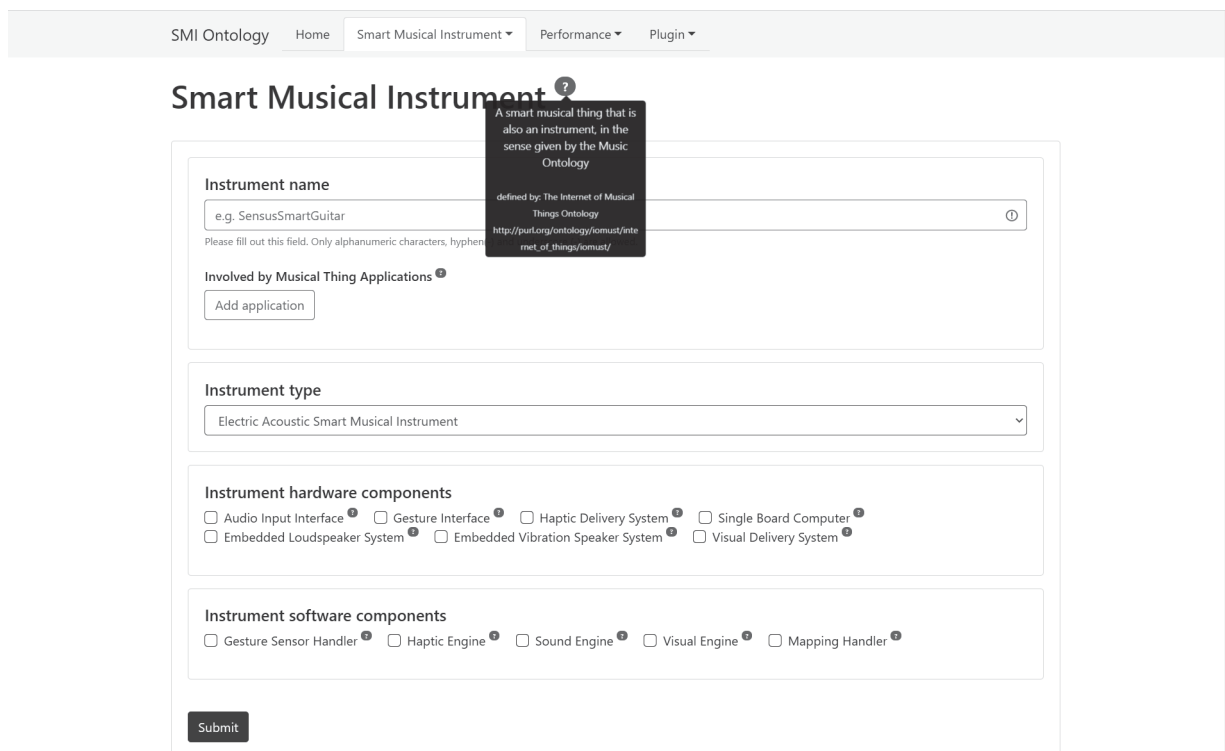 SMI Ontology Home Smart Musical Instrument Performance Plugin
Smart Musical Instrument ?
A smart musical thing that is
also an instrument, in the
sense given by the Music
Ontology
defined by: The Internet of Musical
Things Ontology
http://purl.org/ontology/iomust/inte
rnet_of_things/iomust/
Instrument name
e.g. SensusSmartGuitar
Please fill out this field. Only alphanumeric characters, hyphen
Involved by Musical Thing Applications ?
Add application
Instrument type
Electric Acoustic Smart Musical Instrument
Instrument hardware components
Audio Input Interface ? Gesture Interface ? Haptic Delivery System ? Single Board Computer ?
Embedded Loudspeaker System ? Embedded Vibration Speaker System ? Visual Delivery System ?
Instrument software components
Gesture Sensor Handler ? Haptic Engine ? Sound Engine ? Visual Engine ? Mapping Handler ?
Submit